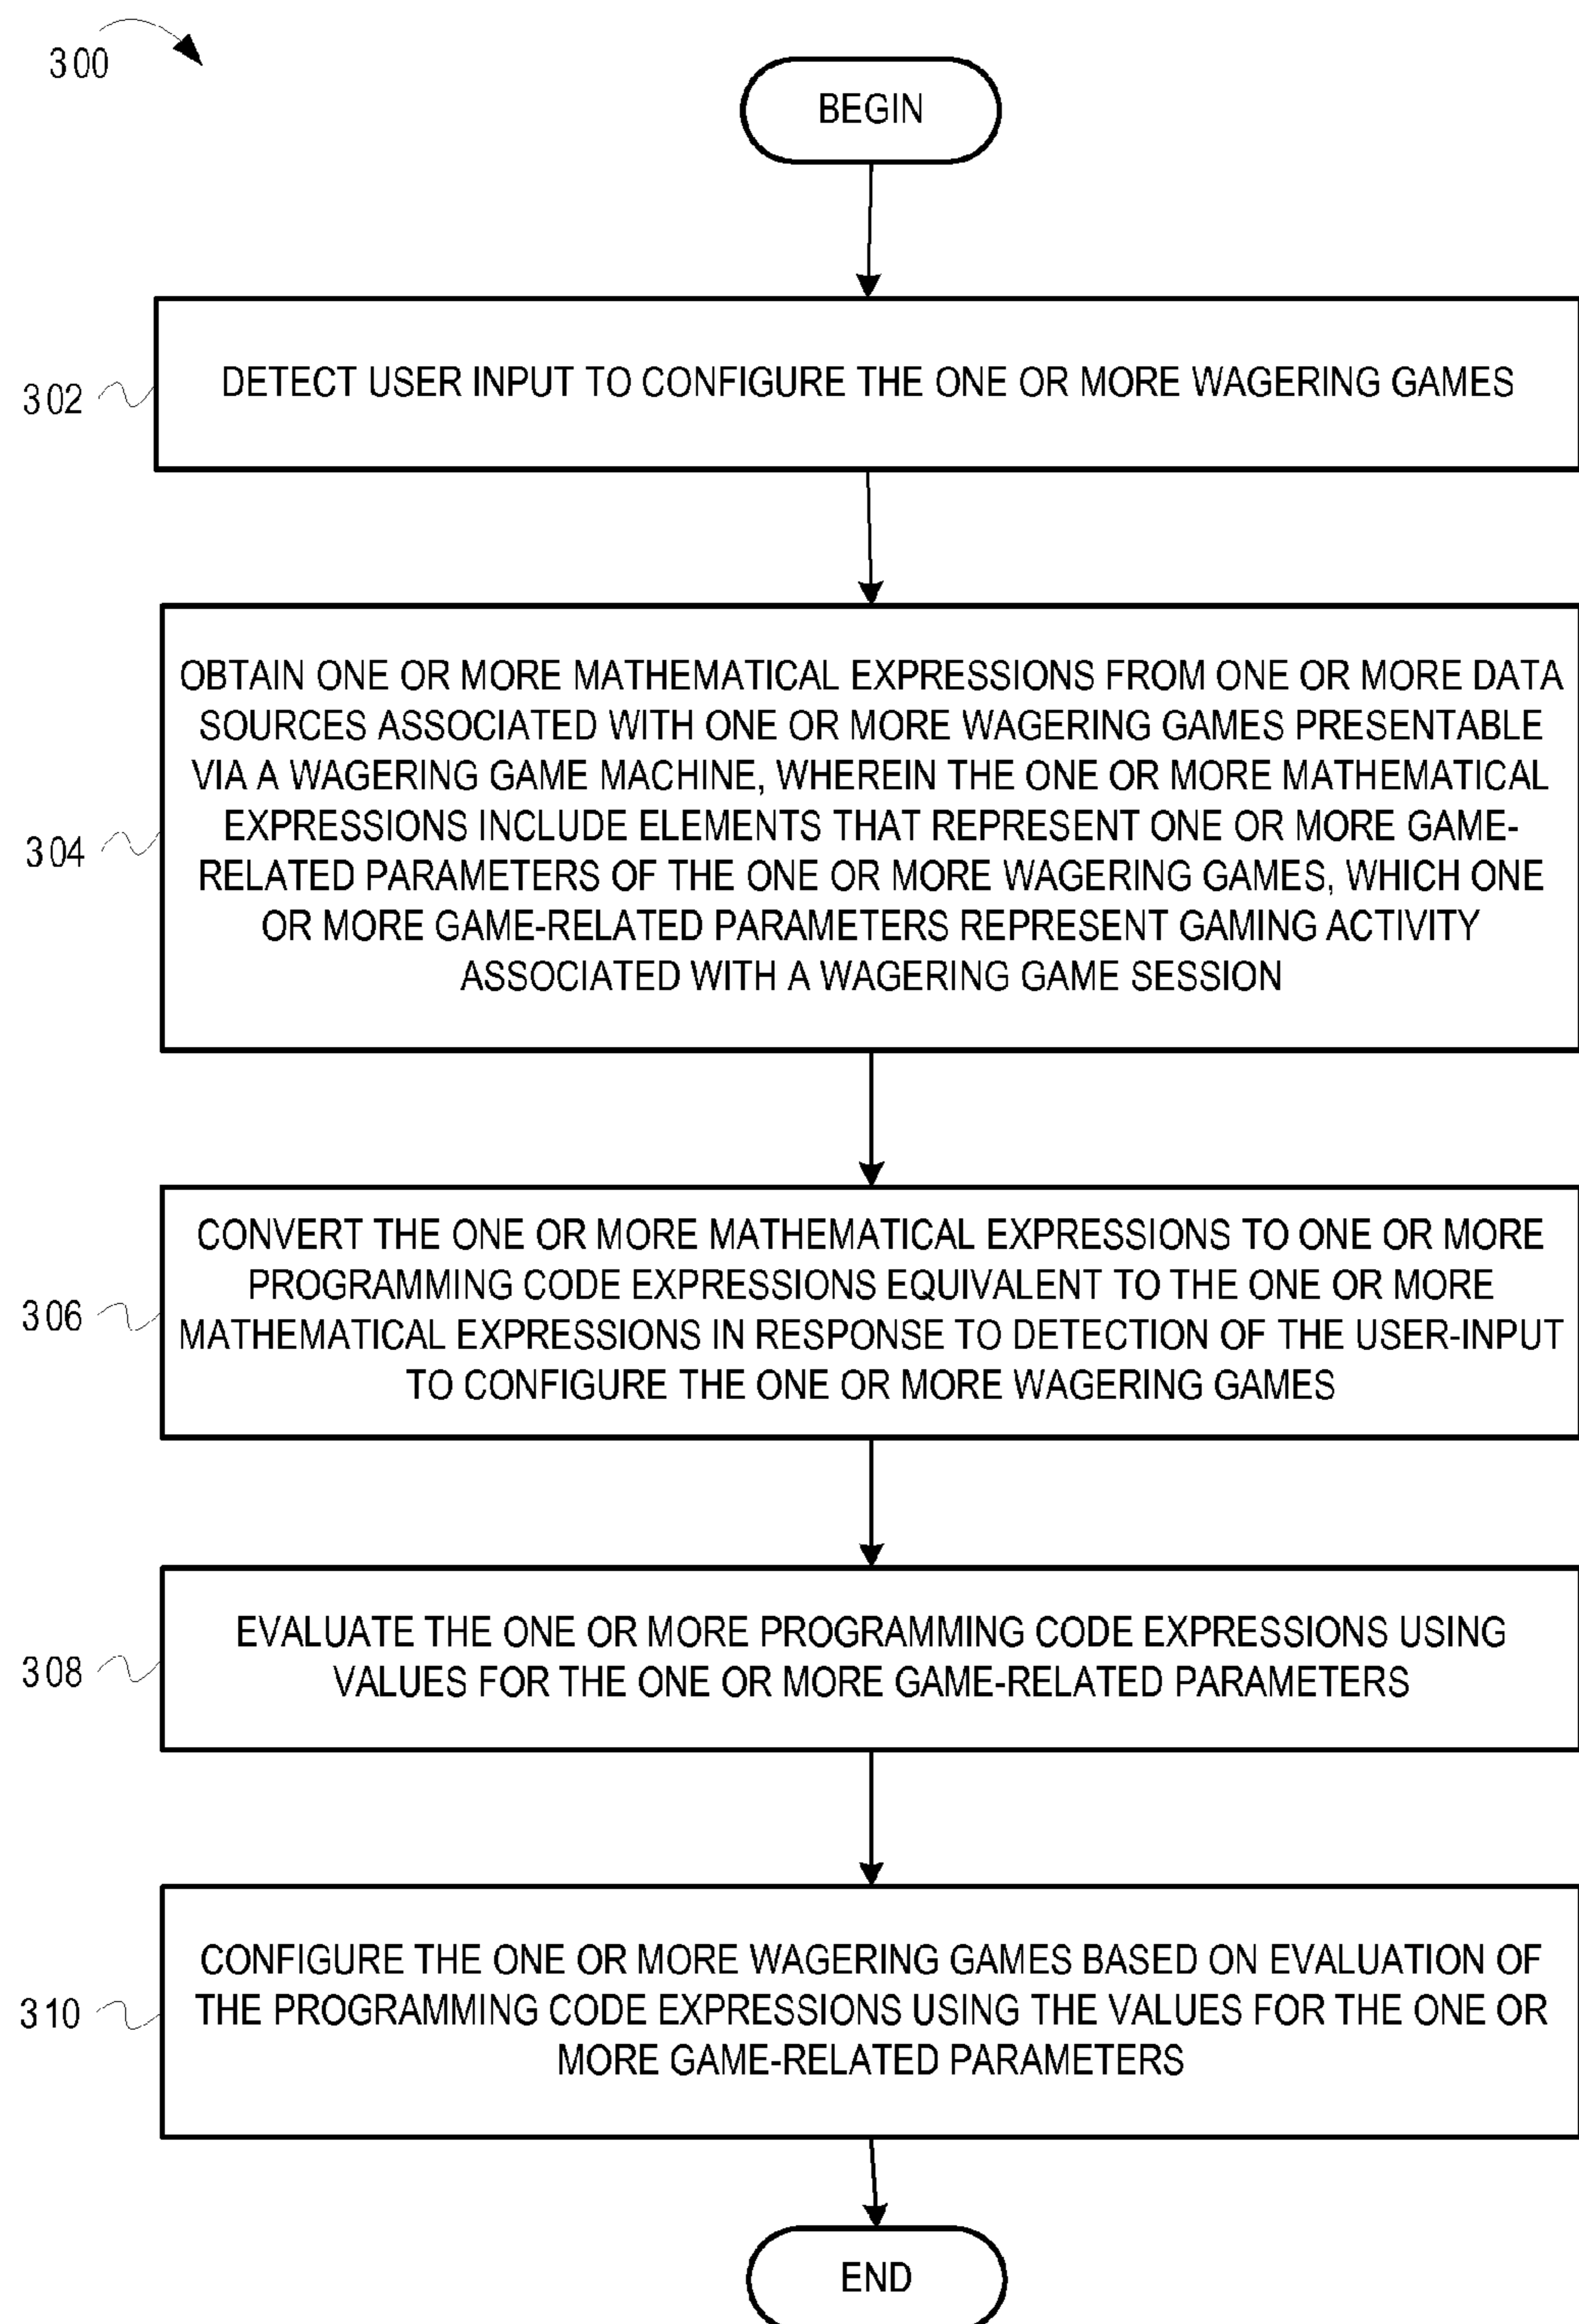 300
BEGIN
302
DETECT USER INPUT TO CONFIGURE THE ONE OR MORE WAGERING GAMES
304
OBTAIN ONE OR MORE MATHEMATICAL EXPRESSIONS FROM ONE OR MORE DATA
SOURCES ASSOCIATED WITH ONE OR MORE WAGERING GAMES PRESENTABLE
VIA A WAGERING GAME MACHINE, WHEREIN THE ONE OR MORE MATHEMATICAL
EXPRESSIONS INCLUDE ELEMENTS THAT REPRESENT ONE OR MORE GAME-
RELATED PARAMETERS OF THE ONE OR MORE WAGERING GAMES, WHICH ONE
OR MORE GAME-RELATED PARAMETERS REPRESENT GAMING ACTIVITY
ASSOCIATED WITH A WAGERING GAME SESSION
306
CONVERT THE ONE OR MORE MATHEMATICAL EXPRESSIONS TO ONE OR MORE
PROGRAMMING CODE EXPRESSIONS EQUIVALENT TO THE ONE OR MORE
MATHEMATICAL EXPRESSIONS IN RESPONSE TO DETECTION OF THE USER-INPUT
TO CONFIGURE THE ONE OR MORE WAGERING GAMES
308
EVALUATE THE ONE OR MORE PROGRAMMING CODE EXPRESSIONS USING
VALUES FOR THE ONE OR MORE GAME-RELATED PARAMETERS
310
CONFIGURE THE ONE OR MORE WAGERING GAMES BASED ON EVALUATION OF
THE PROGRAMMING CODE EXPRESSIONS USING THE VALUES FOR THE ONE OR
MORE GAME-RELATED PARAMETERS
END